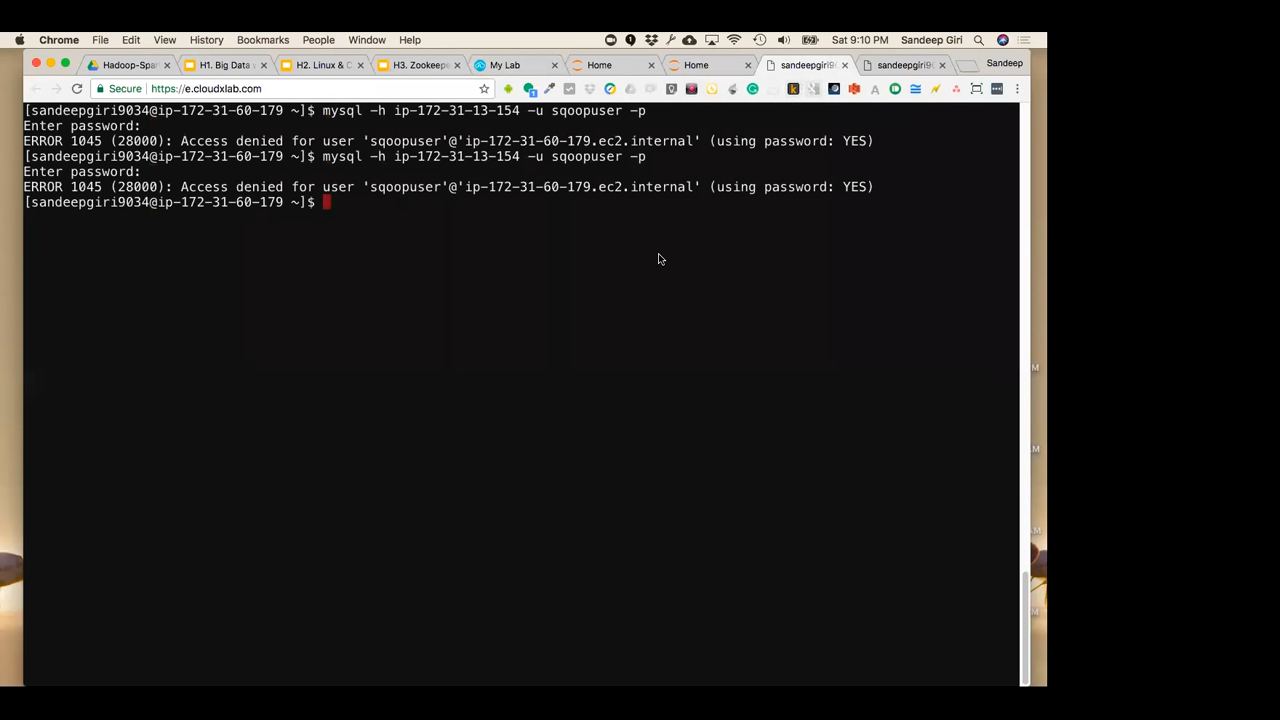 Chrome File Edit View History Bookmarks People Window Help Sat 9:10 PM Sandeep Giri
Hadoop-Spar H1. Big Data H2. Linux & C H3. Zookeep My Lab Home Home sandeepgiri9 sandeepgiri9 Sandeep
Secure https://e.cloudxlab.com
[sandeepgiri9034@ip-172-31-60-179 ~]$ mysql -h ip-172-31-13-154 -u sqoopuser -p
Enter password:
ERROR 1045 (28000): Access denied for user 'sqoopuser'@'ip-172-31-60-179.ec2.internal' (using password: YES)
[sandeepgiri9034@ip-172-31-60-179 ~]$ mysql -h ip-172-31-13-154 -u sqoopuser -p
Enter password:
ERROR 1045 (28000): Access denied for user 'sqoopuser'@'ip-172-31-60-179.ec2.internal' (using password: YES)
[sandeepgiri9034@ip-172-31-60-179 ~]$